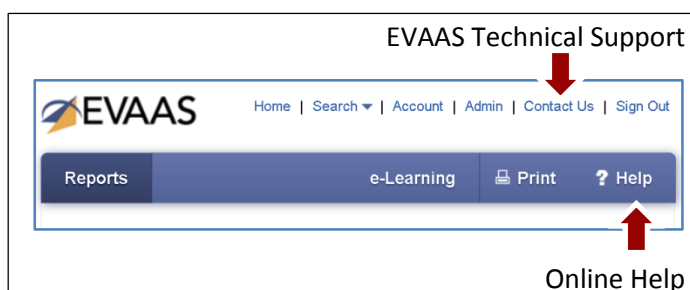 EVAAS Technical Support
EVAAS Home | Search | Account | Admin | Contact Us | Sign Out
Reports e-Learning Print ? Help
Online Help